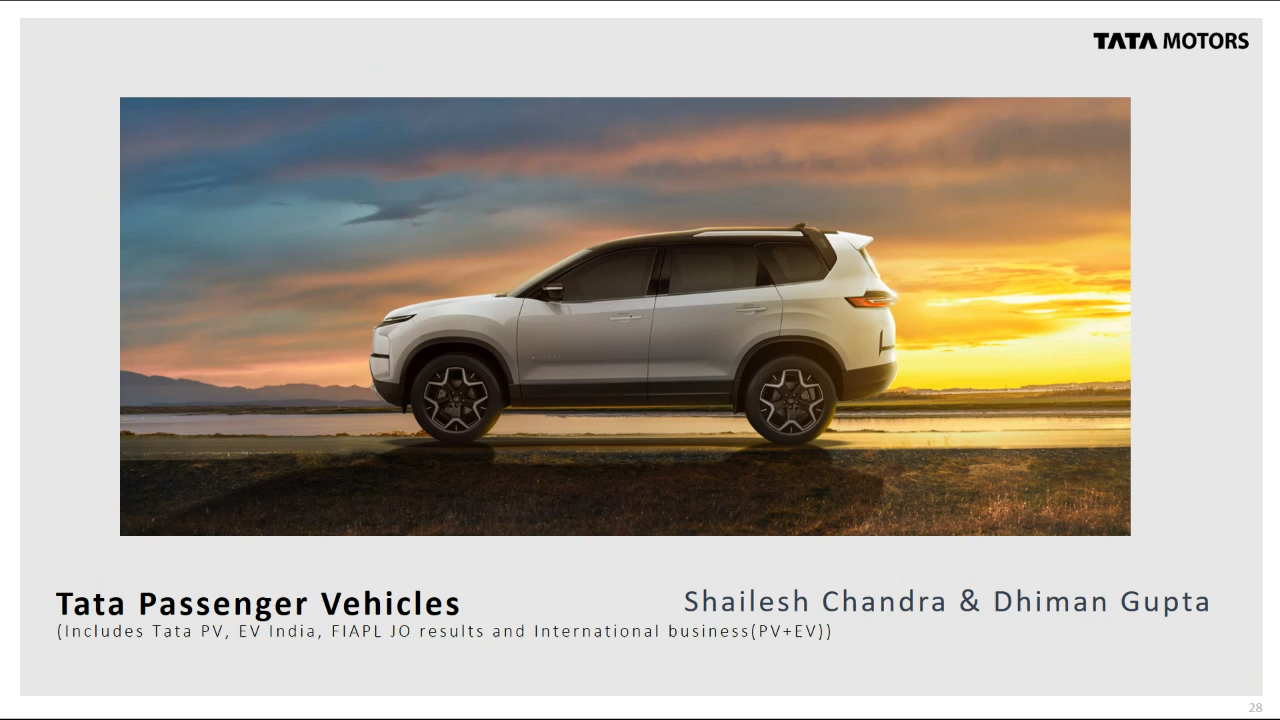 TATA MOTORS
Tata Passenger Vehicles
Shailesh Chandra & Dhiman Gupta
(Includes Tata PV, EV India, FIAPL JO results and International business(PV+EV))
28